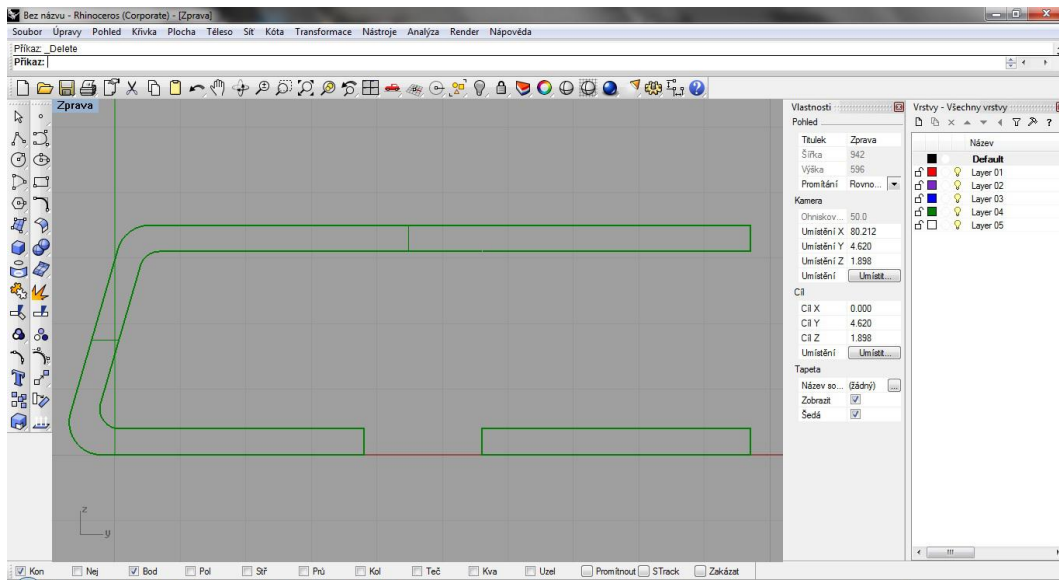 Bez názvu - Rhinoceros (Corporate) - [Zprava]
Soubor Úpravy Pohled Křivka Plocha Těleso Síť Kóta Transformace Nástroje Analýza Render Nápověda
Příkaz: _Delete
Příkaz:
Zprava
Vlastnosti
Pohled
Titulek Zprava
Šířka 942
Výška 596
Promítání Rovno...
Kamera
Ohniskov... 50.0
Umístění X 80.212
Umístění Y 4.620
Umístění Z 1.898
Umístění Umístit...
Cíl
Cíl X 0.000
Cíl Y 4.620
Cíl Z 1.898
Umístění Umístit...
Tapeta
Název so... (žádný) ...
Zobrazit
Šedá
Vrstvy - Všechny vrstvy
Název
Default
Layer 01
Layer 02
Layer 03
Layer 04
Layer 05
z
y
Kon Nej Bod Pol Stř Prů Kol Teč Kva Uzel Promítnout STrack Zakázat